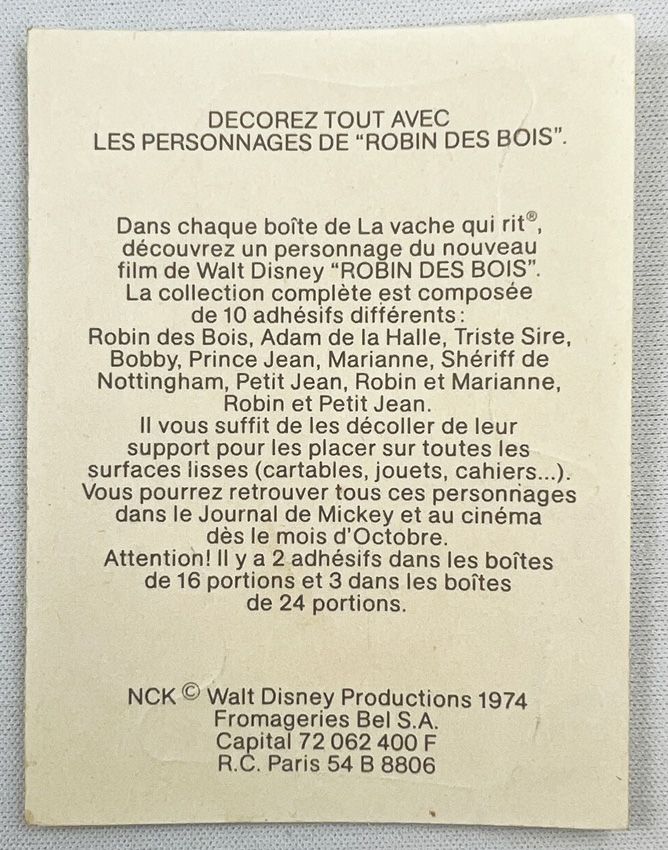 DECOREZ TOUT AVEC
LES PERSONNAGES DE “ROBIN DES BOIS”.
Dans chaque boîte de La vache qui rit®,
découvrez un personnage du nouveau
film de Walt Disney “ROBIN DES BOIS”.
La collection complète est composée
de 10 adhésifs différents :
Robin des Bois, Adam de la Halle, Triste Sire,
Bobby, Prince Jean, Marianne, Shériff de
Nottingham, Petit Jean, Robin et Marianne,
Robin et Petit Jean.
Il vous suffit de les décoller de leur
support pour les placer sur toutes les
surfaces lisses (cartables, jouets, cahiers...).
Vous pourrez retrouver tous ces personnages
dans le Journal de Mickey et au cinéma
dès le mois d’Octobre.
Attention! Il y a 2 adhésifs dans les boîtes
de 16 portions et 3 dans les boîtes
de 24 portions.
NCK © Walt Disney Productions 1974
Fromageries Bel S.A.
Capital 72 062 400 F
R.C. Paris 54 B 8806